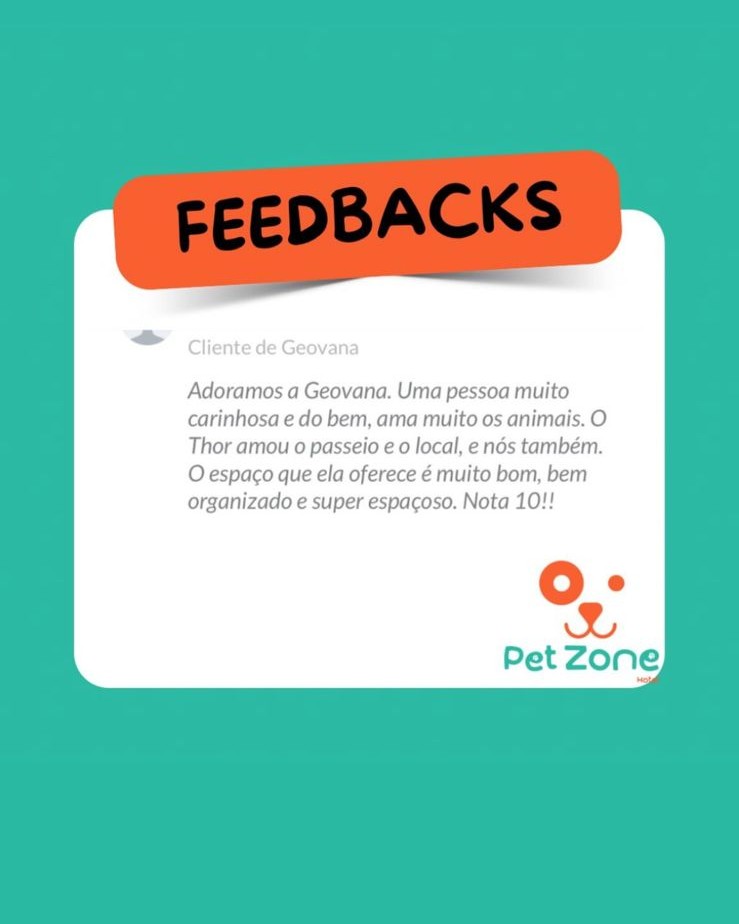 FEEDBACKS
Cliente de Geovana
Adoramos a Geovana. Uma pessoa muito
carinhosa e do bem, ama muito os animais. O
Thor amou o passeio e o local, e nós também.
O espaço que ela oferece é muito bom, bem
organizado e super espaçoso. Nota 10!!
Pet Zone
Hotel